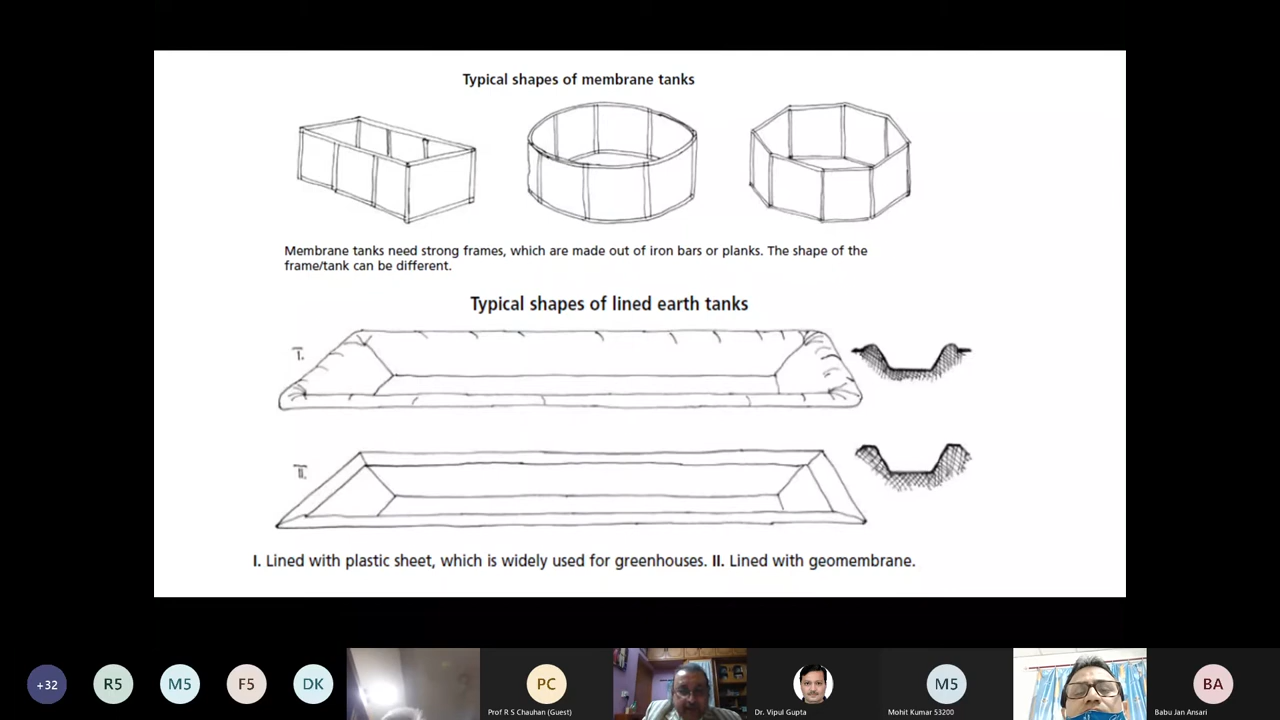 Typical shapes of membrane tanks
Membrane tanks need strong frames, which are made out of iron bars or planks. The shape of the
frame/tank can be different.
Typical shapes of lined earth tanks
I.
II.
I. Lined with plastic sheet, which is widely used for greenhouses. II. Lined with geomembrane.
+32
R5
M5
F5
DK
PC
M5
BA
Prof R S Chauhan (Guest)
Dr. Vipul Gupta
Mohit Kumar 53200
Babu Jan Ansari